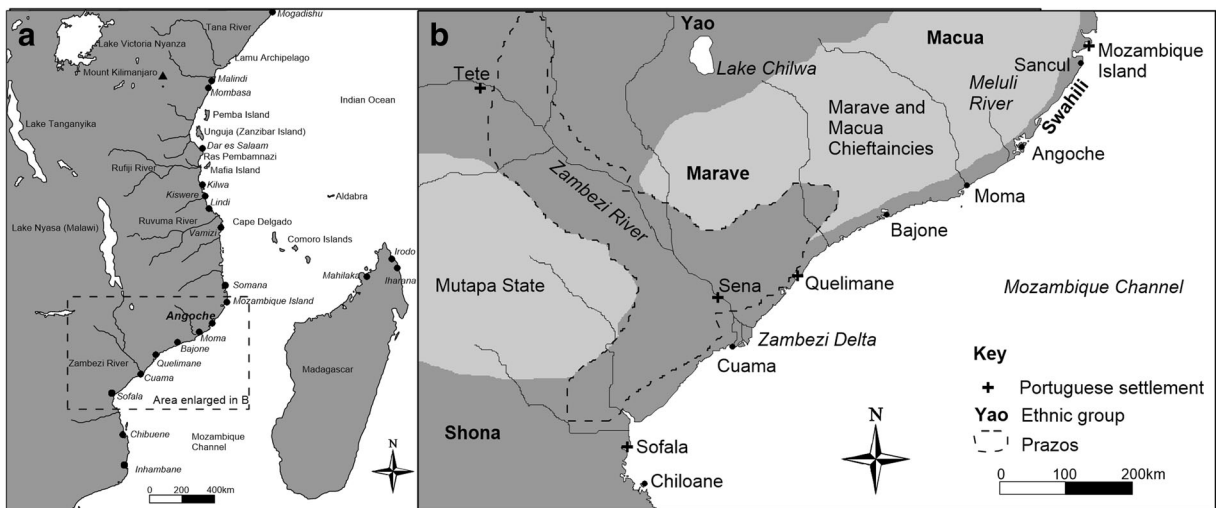 a
Mogadishu
Tana River
Lake Victoria Nyanza
Lamu Archipelago
Mount Kilimanjaro
Malindi
Mombasa
Indian Ocean
Pemba Island
Lake Tanganyika
Unguja (Zanzibar Island)
Dar es Salaam
Ras Pembamnazi
Rufiji River
Mafia Island
Kilwa
Kiswere
Aldabra
Lindi
Ruvuma River
Cape Delgado
Lake Nyasa (Malawi)
Vamizi
Comoro Islands
Irodo
Mahilaka
Iharana
Somana
Mozambique Island
Angoche
Moma
Bajone
Quelimane
Zambezi River
Madagascar
Cuama
Sofala
Area enlarged in B
Chibuene
Mozambique
Channel
N
Inhambane
0 200 400km
b
Yao
Macua
Mozambique
Island
Sancul
Tete
Lake Chilwa
Meluli
River
Swahili
Marave and
Macua
Chieftaincies
Angoche
Marave
Zambezi River
Moma
Bajone
Mutapa State
Quelimane
Sena
Mozambique Channel
Zambezi Delta
Cuama
Key
Portuguese settlement
Yao Ethnic group
Prazos
N
Shona
Sofala
Chiloane
0 100 200km